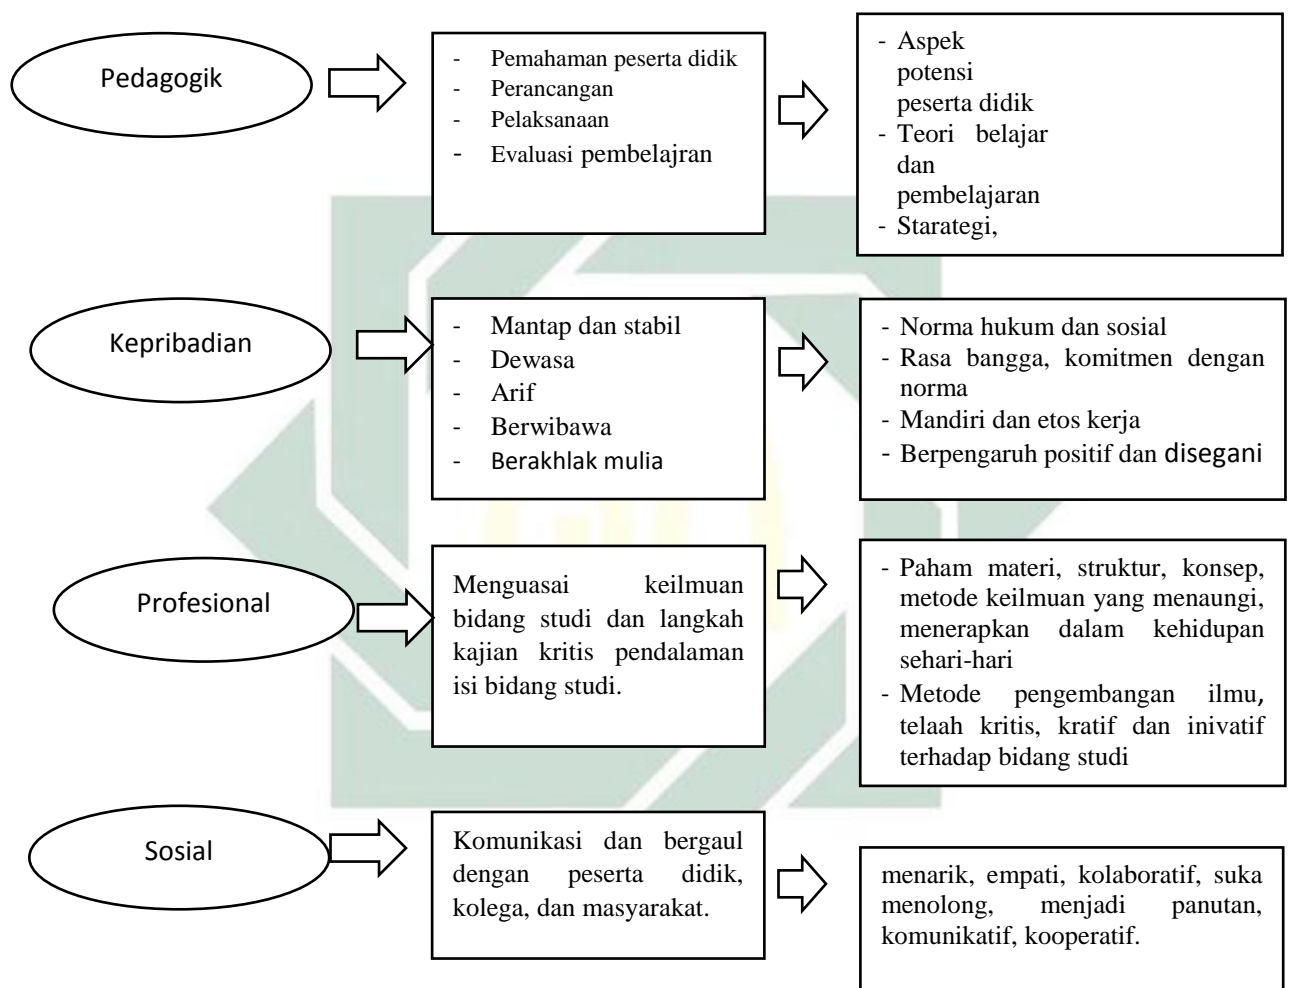 Pedagogik
- Pemahaman peserta didik
- Perancangan
- Pelaksanaan
- Evaluasi pembelajran
- Aspek
potensi
peserta didik
- Teori belajar
dan
pembelajaran
- Starategi,
Kepribadian
- Mantap dan stabil
- Dewasa
- Arif
- Berwibawa
- Berakhlak mulia
- Norma hukum dan sosial
- Rasa bangga, komitmen dengan
norma
- Mandiri dan etos kerja
- Berpengaruh positif dan disegani
Profesional
Menguasai keilmuan
bidang studi dan langkah
kajian kritis pendalaman
isi bidang studi.
- Paham materi, struktur, konsep,
metode keilmuan yang menaungi,
menerapkan dalam kehidupan
sehari-hari
- Metode pengembangan ilmu,
telaah kritis, kratif dan inivatif
terhadap bidang studi
Sosial
Komunikasi dan bergaul
dengan peserta didik,
kolega, dan masyarakat.
menarik, empati, kolaboratif, suka
menolong, menjadi panutan,
komunikatif, kooperatif.